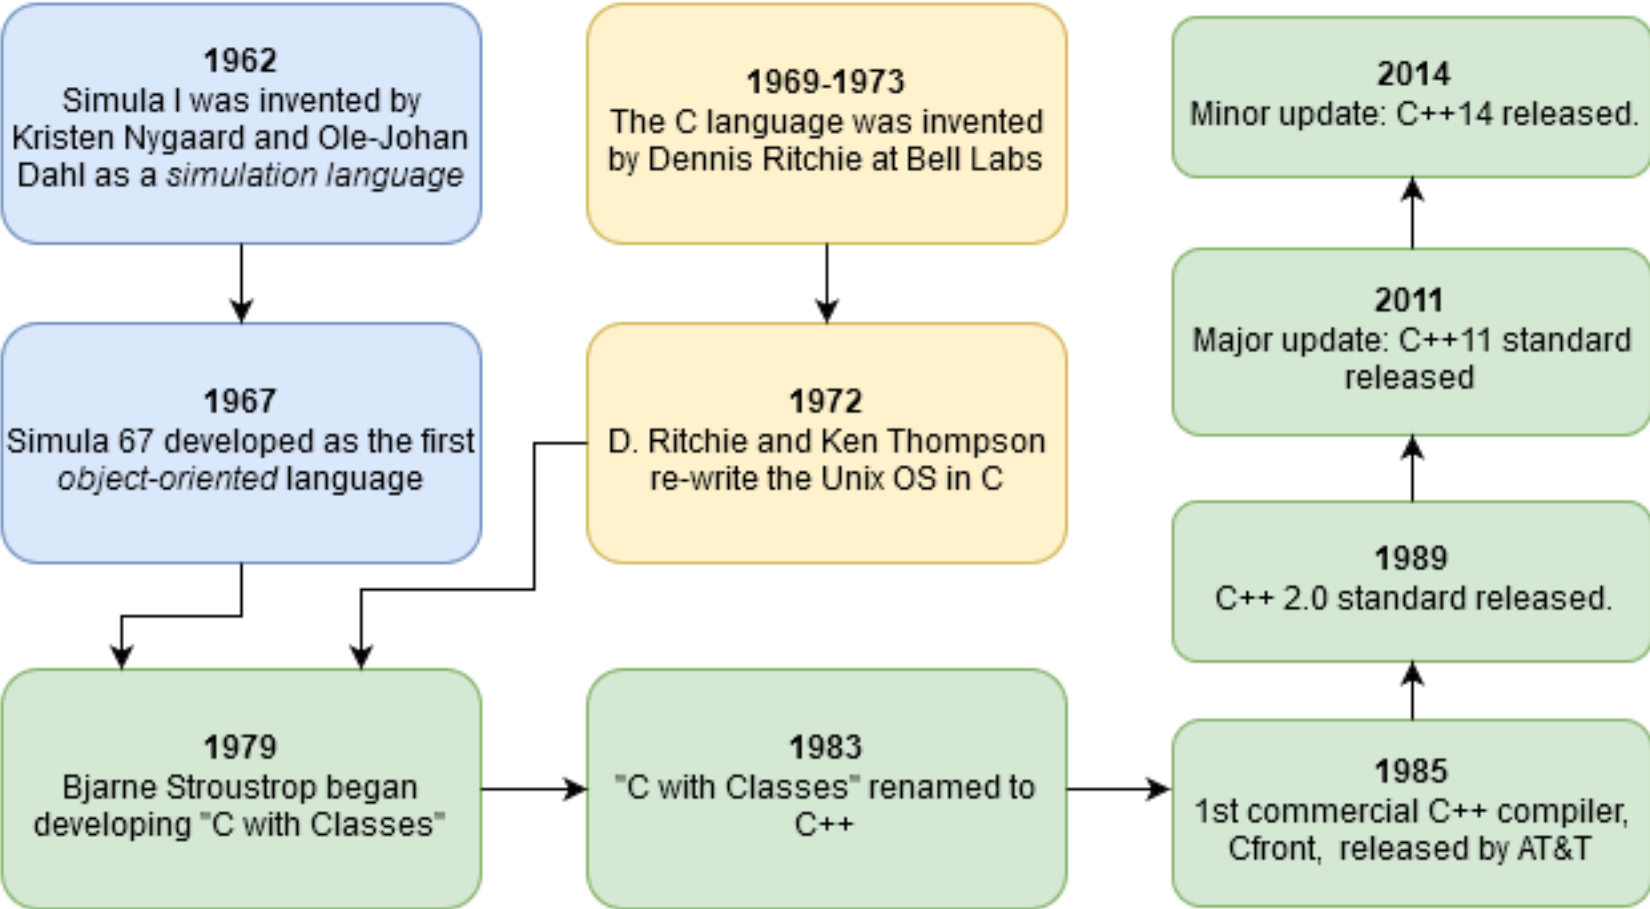 1962
Simula I was invented by
Kristen Nygaard and Ole-Johan
Dahl as a simulation language
1967
Simula 67 developed as the first
object-oriented language
1969-1973
The C language was invented
by Dennis Ritchie at Bell Labs
1972
D. Ritchie and Ken Thompson
re-write the Unix OS in C
1979
Bjarne Stroustrop began
developing "C with Classes"
1983
"C with Classes" renamed to
C++
1985
1st commercial C++ compiler,
Cfront, released by AT&T
1989
C++ 2.0 standard released.
2011
Major update: C++11 standard
released
2014
Minor update: C++14 released.